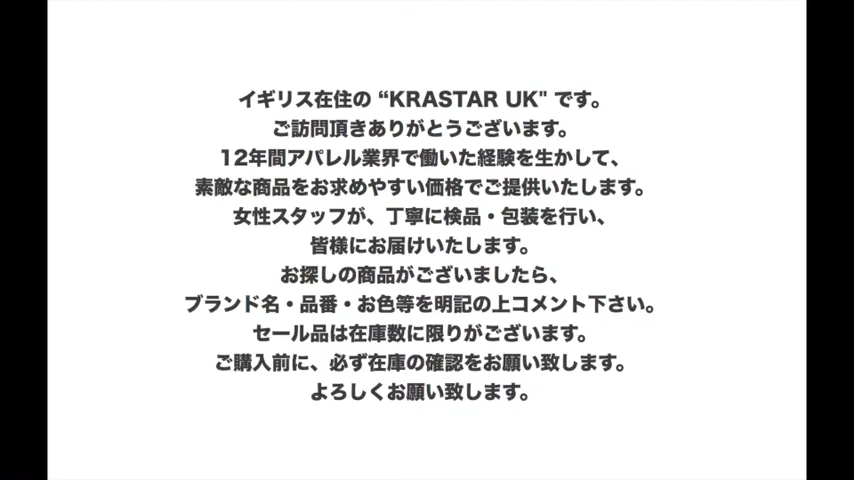 イギリス在住の “KRASTAR UK" です。
ご訪問頂きありがとうございます。
12年間アパレル業界で働いた経験を生かして、
素敵な商品をお求めやすい価格でご提供いたします。
女性スタッフが、丁寧に検品・包装を行い、
皆様にお届けいたします。
お探しの商品がございましたら、
ブランド名・品番・お色等を明記の上コメント下さい。
セール品は在庫数に限りがございます。
ご購入前に、必ず在庫の確認をお願い致します。
よろしくお願い致します。